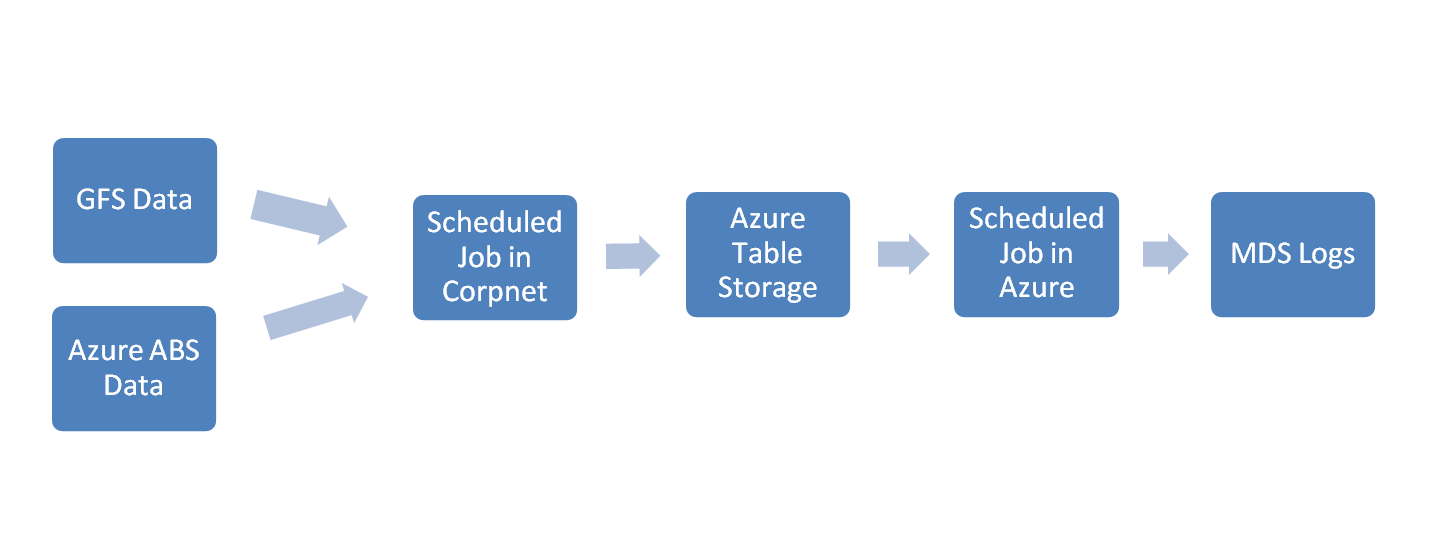 GFS Data
Azure ABS
Data
Scheduled
Job in
Corpnet
Azure
Table
Storage
Scheduled
Job in
Azure
MDS Logs